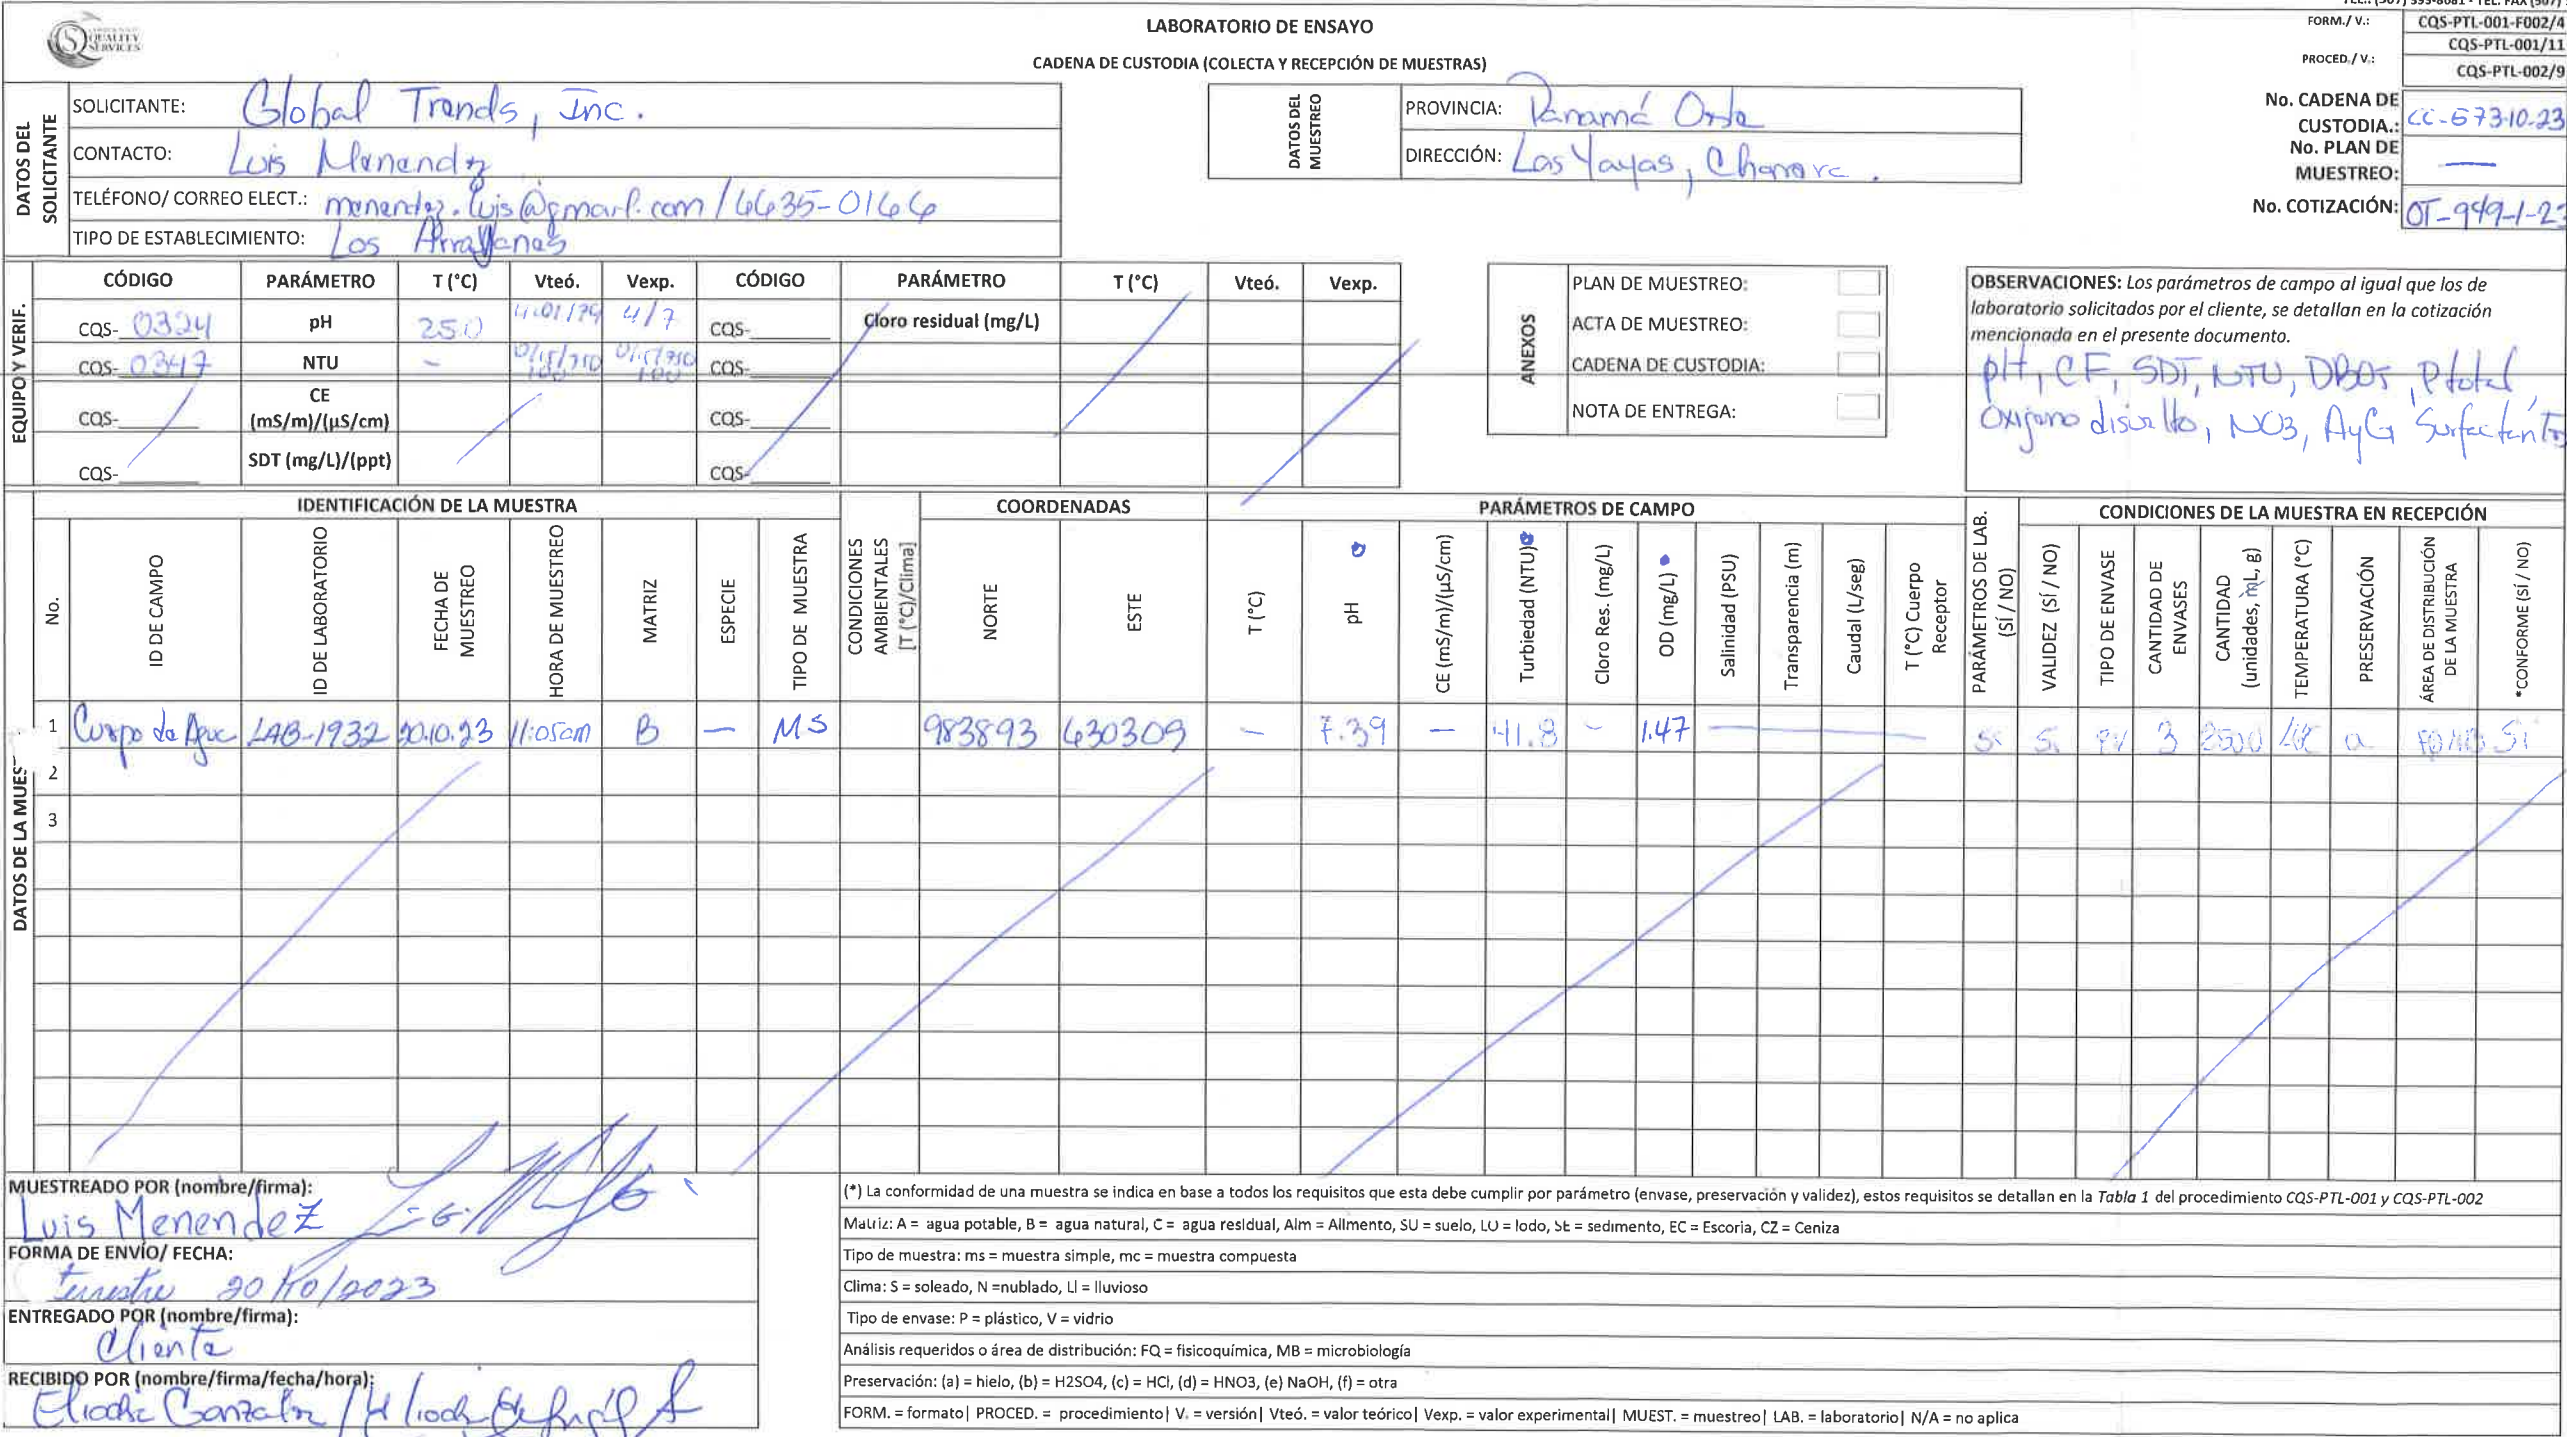 QUALITY
SERVICES
LABORATORIO DE ENSAYO
CADENA DE CUSTODIA (COLECTA Y RECEPCIÓN DE MUESTRAS)
FORM./ V.: CQS-PTL-001-F002/4
PROCED./ V.: CQS-PTL-001/11
CQS-PTL-002/9
No. CADENA DE CUSTODIA.: CC-67310-23
No. PLAN DE MUESTREO: —
No. COTIZACIÓN: OT-949-1-23
DATOS DEL SOLICITANTE
SOLICITANTE: Global Trends, Inc.
CONTACTO: Luis Menendez
TELÉFONO/ CORREO ELECT.: menendez.luis@gmail.com / 6635-0166
TIPO DE ESTABLECIMIENTO: Los Arrayanes
DATOS DEL MUESTREO
PROVINCIA: Panamá Oeste
DIRECCIÓN: Las Yayas, Chame
EQUIPO Y VERIF.
CÓDIGO PARÁMETRO T (°C) Vteó. Vexp. CÓDIGO PARÁMETRO T (°C) Vteó. Vexp.
CQS- 0324 pH 25.0 4/7 CQS- Cloro residual (mg/L)
CQS- 0347 NTU – CQS-
CQS- CE (mS/m)/(µS/cm) CQS-
CQS- SDT (mg/L)/(ppt) CQS-
ANEXOS
PLAN DE MUESTREO:
ACTA DE MUESTREO:
CADENA DE CUSTODIA:
NOTA DE ENTREGA:
OBSERVACIONES: Los parámetros de campo al igual que los de
laboratorio solicitados por el cliente, se detallan en la cotización
mencionada en el presente documento.
pH, CF, SDT, NTU, DBO5, Ptotal,
Oxigeno disuelto, NO3, AyG Surfactantes
DATOS DE LA MUES
IDENTIFICACIÓN DE LA MUESTRA COORDENADAS PARÁMETROS DE CAMPO CONDICIONES DE LA MUESTRA EN RECEPCIÓN
No.
ID DE CAMPO
ID DE LABORATORIO
FECHA DE MUESTREO
HORA DE MUESTREO
MATRIZ
ESPECIE
TIPO DE MUESTRA
CONDICIONES AMBIENTALES [T (°C)/Clima]
NORTE
ESTE
T (°C)
pH
CE (mS/m)/(µS/cm)
Turbiedad (NTU)
Cloro Res. (mg/L)
OD (mg/L)
Salinidad (PSU)
Transparencia (m)
Caudal (L/seg)
T (°C) Cuerpo Receptor
PARÁMETROS DE LAB. (SÍ / NO)
VALIDEZ (SÍ / NO)
TIPO DE ENVASE
CANTIDAD DE ENVASES
CANTIDAD (unidades, mL, g)
TEMPERATURA (°C)
PRESERVACIÓN
ÁREA DE DISTRIBUCIÓN DE LA MUESTRA
*CONFORME (SÍ / NO)
1 Cuerpo de Agua LAB-1932 20.10.23 11:05am B — MS 983893 630309 – 7.39 — 41.8 – 1.47 — Si Si PV 3 2500 a FQ/MB Si
2
3
MUESTREADO POR (nombre/firma):
Luis Menendez
FORMA DE ENVÍO/ FECHA:
Terrestre 20/10/2023
ENTREGADO POR (nombre/firma):
Cliente
RECIBIDO POR (nombre/firma/fecha/hora):
(*) La conformidad de una muestra se indica en base a todos los requisitos que esta debe cumplir por parámetro (envase, preservación y validez), estos requisitos se detallan en la Tabla 1 del procedimiento CQS-PTL-001 y CQS-PTL-002
Matriz: A = agua potable, B = agua natural, C = agua residual, Alm = Alimento, SU = suelo, LO = lodo, SE = sedimento, EC = Escoria, CZ = Ceniza
Tipo de muestra: ms = muestra simple, mc = muestra compuesta
Clima: S = soleado, N =nublado, Ll = lluvioso
Tipo de envase: P = plástico, V = vidrio
Análisis requeridos o área de distribución: FQ = fisicoquímica, MB = microbiología
Preservación: (a) = hielo, (b) = H2SO4, (c) = HCl, (d) = HNO3, (e) NaOH, (f) = otra
FORM. = formato| PROCED. = procedimiento| V. = versión| Vteó. = valor teórico| Vexp. = valor experimental| MUEST. = muestreo| LAB. = laboratorio| N/A = no aplica